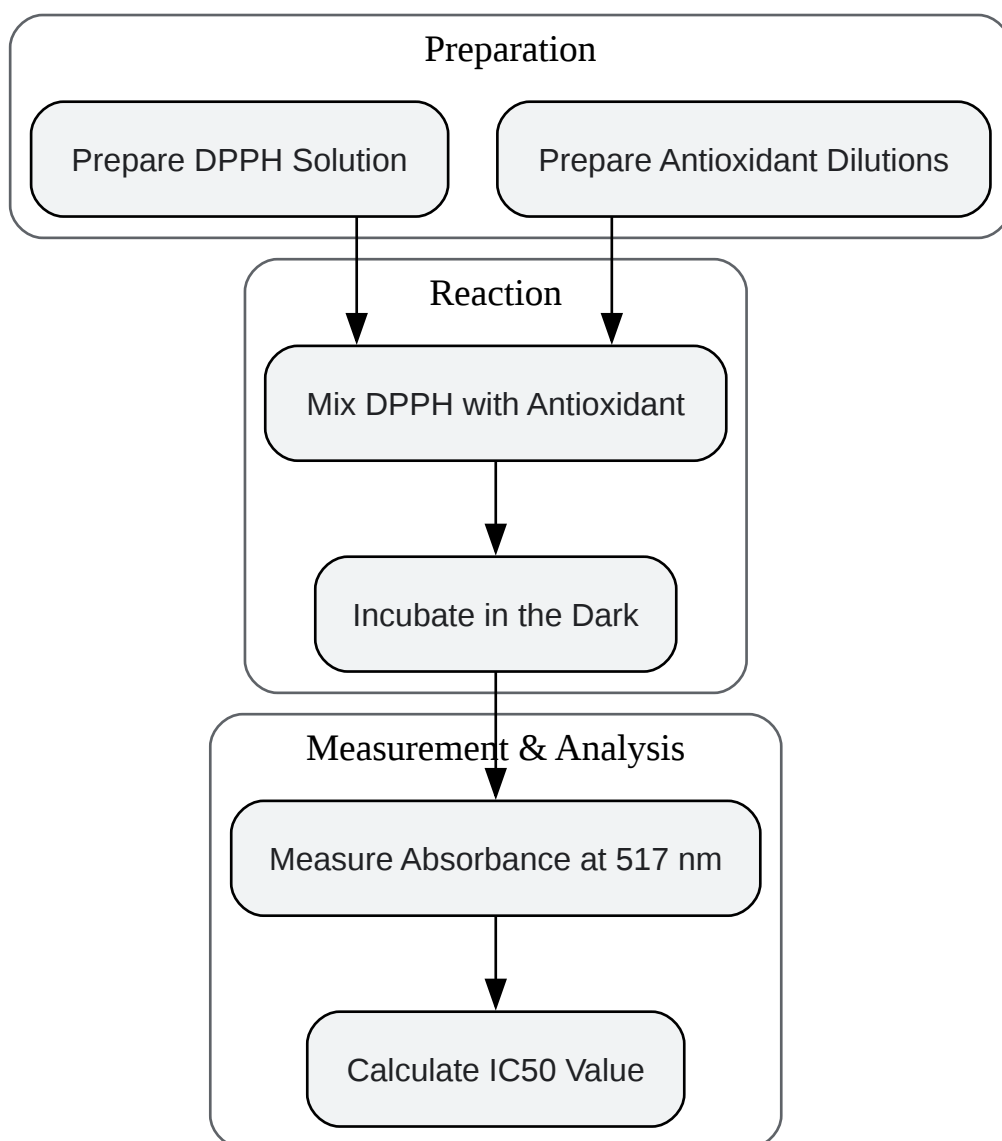 Preparation
Prepare DPPH Solution
Prepare Antioxidant Dilutions
Reaction
Mix DPPH with Antioxidant
Incubate in the Dark
Measurement & Analysis
Measure Absorbance at 517 nm
Calculate IC50 Value